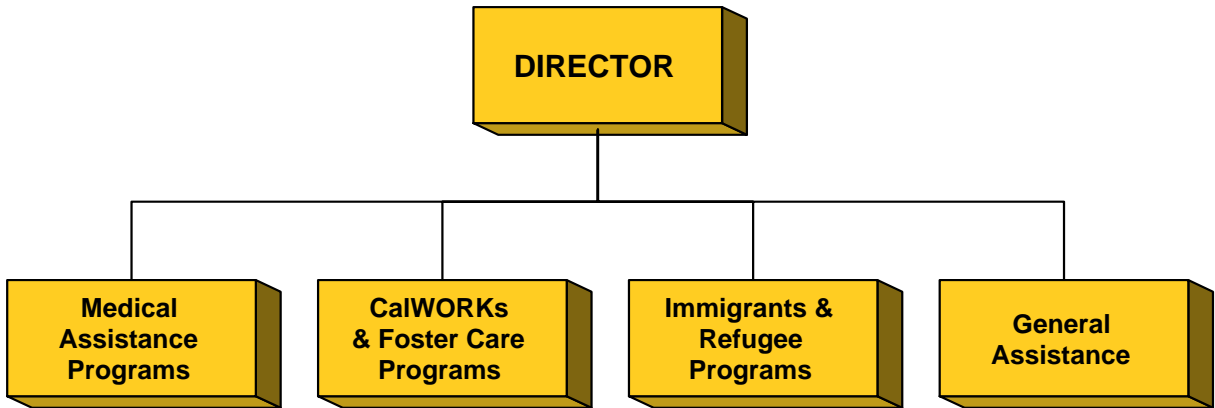 DIRECTOR
Medical
Assistance
Programs
CalWORKs
& Foster Care
Programs
Immigrants &
Refugee
Programs
General
Assistance